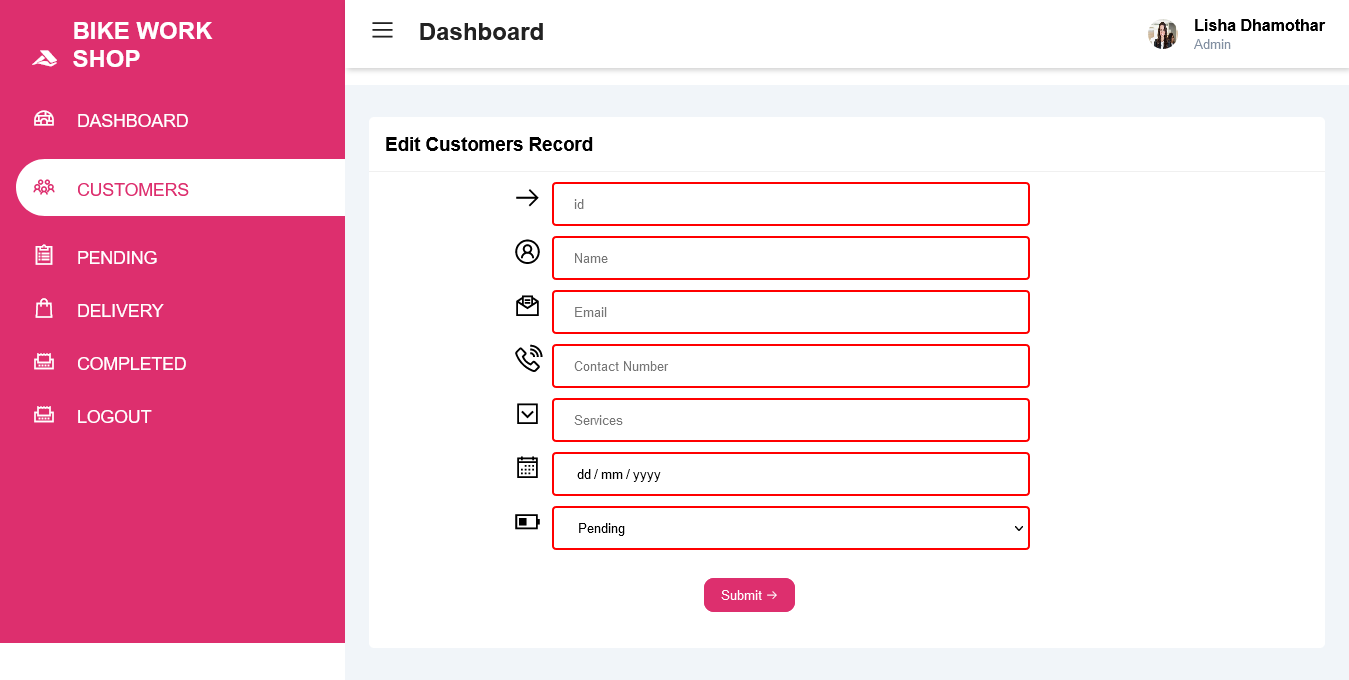 BIKE WORK
SHOP
DASHBOARD
CUSTOMERS
PENDING
DELIVERY
COMPLETED
LOGOUT
Dashboard
Lisha Dhamothar
Admin
Edit Customers Record
id
Name
Email
Contact Number
Services
dd / mm / yyyy
Pending
Submit →